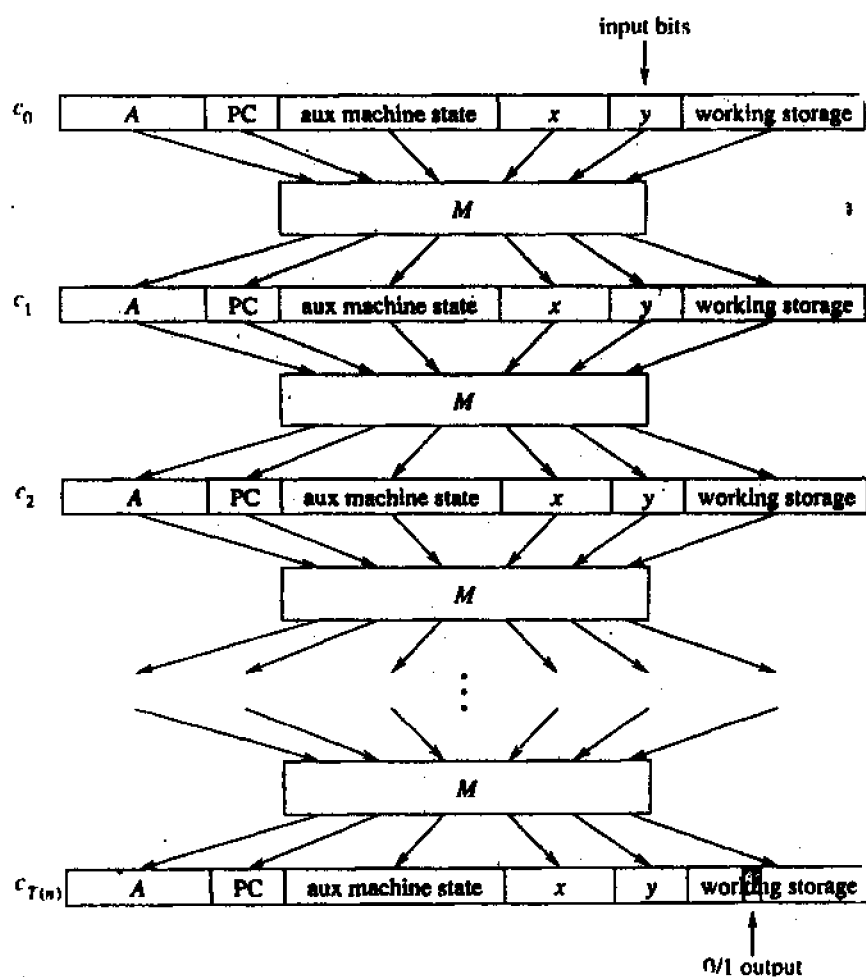 input bits
c₀ A PC aux machine state x y working storage
M
c₁ A PC aux machine state x y working storage
M
c₂ A PC aux machine state x y working storage
M
M
c_T(n) A PC aux machine state x y working storage
0/1 output